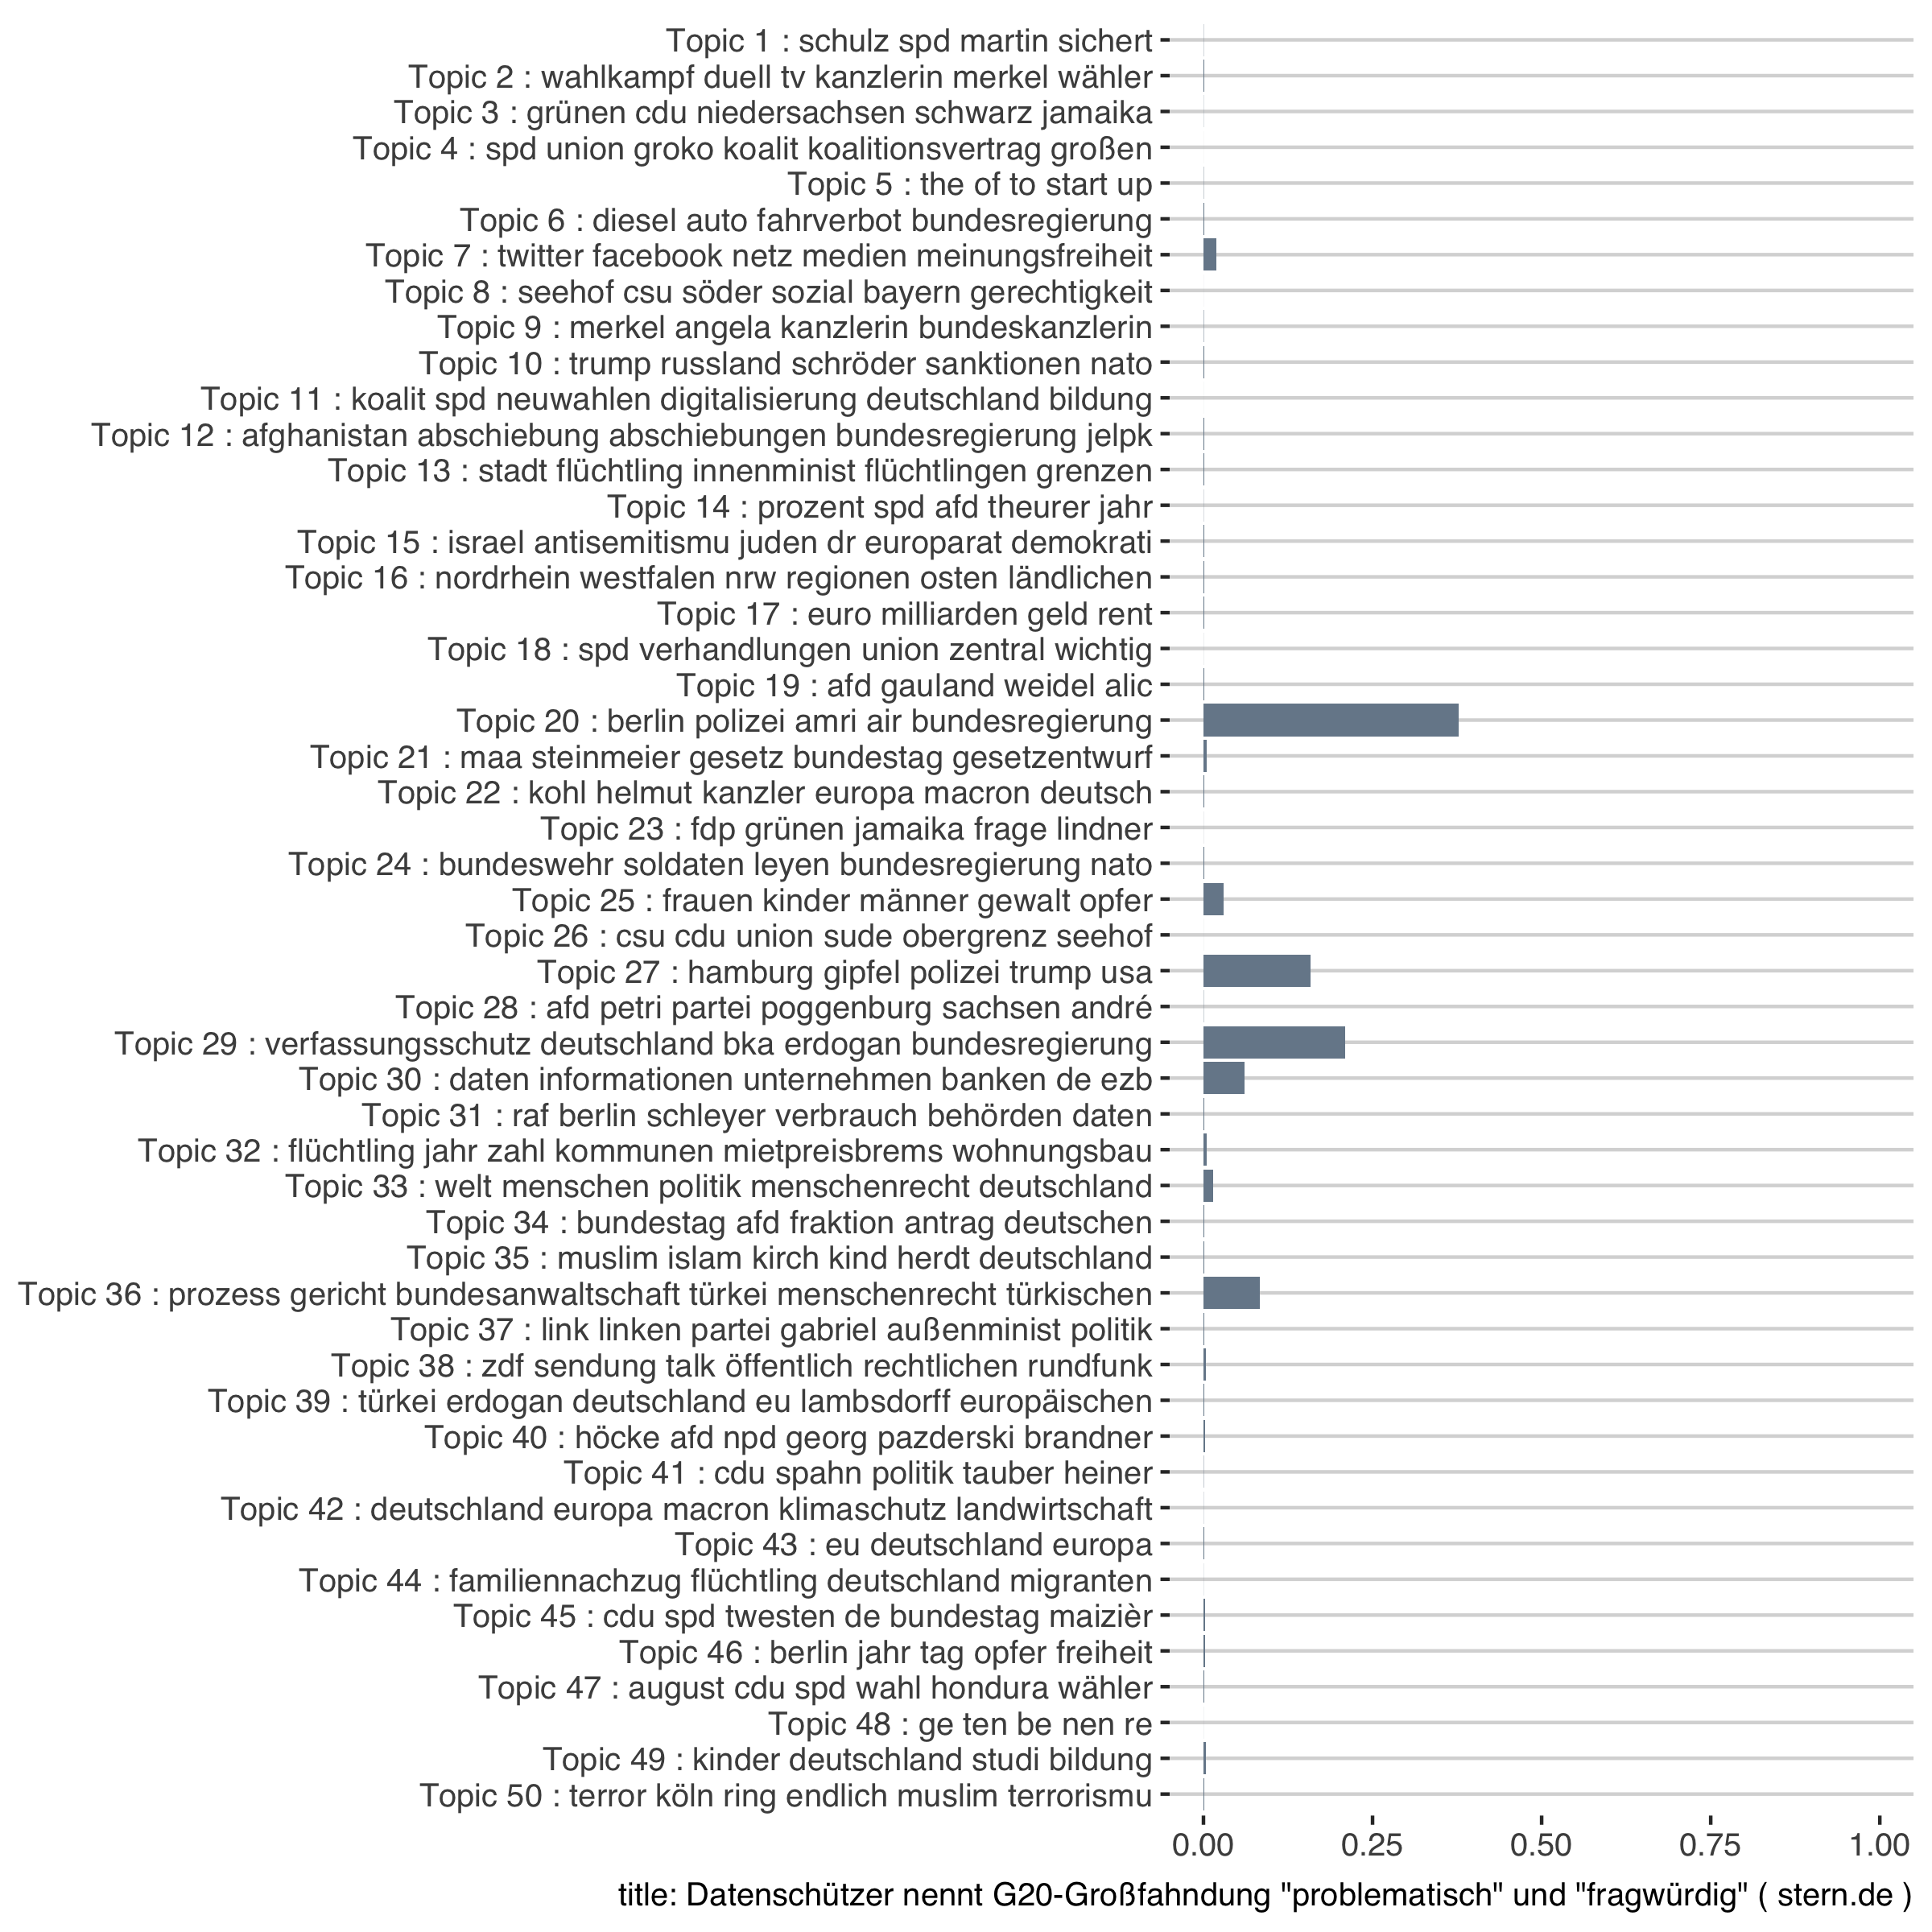 Topic 1 : schulz spd martin sichert
Topic 2 : wahlkampf duell tv kanzlerin merkel wähler
Topic 3 : grünen cdu niedersachsen schwarz jamaika
Topic 4 : spd union groko koalit koalitionsvertrag großen
Topic 5 : the of to start up
Topic 6 : diesel auto fahrverbot bundesregierung
Topic 7 : twitter facebook netz medien meinungsfreiheit
Topic 8 : seehof csu söder sozial bayern gerechtigkeit
Topic 9 : merkel angela kanzlerin bundeskanzlerin
Topic 10 : trump russland schröder sanktionen nato
Topic 11 : koalit spd neuwahlen digitalisierung deutschland bildung
Topic 12 : afghanistan abschiebung abschiebungen bundesregierung jelpk
Topic 13 : stadt flüchtling innenminist flüchtlingen grenzen
Topic 14 : prozent spd afd theurer jahr
Topic 15 : israel antisemitismu juden dr europarat demokrati
Topic 16 : nordrhein westfalen nrw regionen osten ländlichen
Topic 17 : euro milliarden geld rent
Topic 18 : spd verhandlungen union zentral wichtig
Topic 19 : afd gauland weidel alic
Topic 20 : berlin polizei amri air bundesregierung
Topic 21 : maa steinmeier gesetz bundestag gesetzentwurf
Topic 22 : kohl helmut kanzler europa macron deutsch
Topic 23 : fdp grünen jamaika frage lindner
Topic 24 : bundeswehr soldaten leyen bundesregierung nato
Topic 25 : frauen kinder männer gewalt opfer
Topic 26 : csu cdu union sude obergrenz seehof
Topic 27 : hamburg gipfel polizei trump usa
Topic 28 : afd petri partei poggenburg sachsen andré
Topic 29 : verfassungsschutz deutschland bka erdogan bundesregierung
Topic 30 : daten informationen unternehmen banken de ezb
Topic 31 : raf berlin schleyer verbrauch behörden daten
Topic 32 : flüchtling jahr zahl kommunen mietpreisbrems wohnungsbau
Topic 33 : welt menschen politik menschenrecht deutschland
Topic 34 : bundestag afd fraktion antrag deutschen
Topic 35 : muslim islam kirch kind herdt deutschland
Topic 36 : prozess gericht bundesanwaltschaft türkei menschenrecht türkischen
Topic 37 : link linken partei gabriel außenminist politik
Topic 38 : zdf sendung talk öffentlich rechtlichen rundfunk
Topic 39 : türkei erdogan deutschland eu lambsdorff europäischen
Topic 40 : höcke afd npd georg pazderski brandner
Topic 41 : cdu spahn politik tauber heiner
Topic 42 : deutschland europa macron klimaschutz landwirtschaft
Topic 43 : eu deutschland europa
Topic 44 : familiennachzug flüchtling deutschland migranten
Topic 45 : cdu spd twesten de bundestag maizièr
Topic 46 : berlin jahr tag opfer freiheit
Topic 47 : august cdu spd wahl hondura wähler
Topic 48 : ge ten be nen re
Topic 49 : kinder deutschland studi bildung
Topic 50 : terror köln ring endlich muslim terrorismu
0.00 0.25 0.50 0.75 1.00
title: Datenschützer nennt G20-Großfahndung "problematisch" und "fragwürdig" ( stern.de )